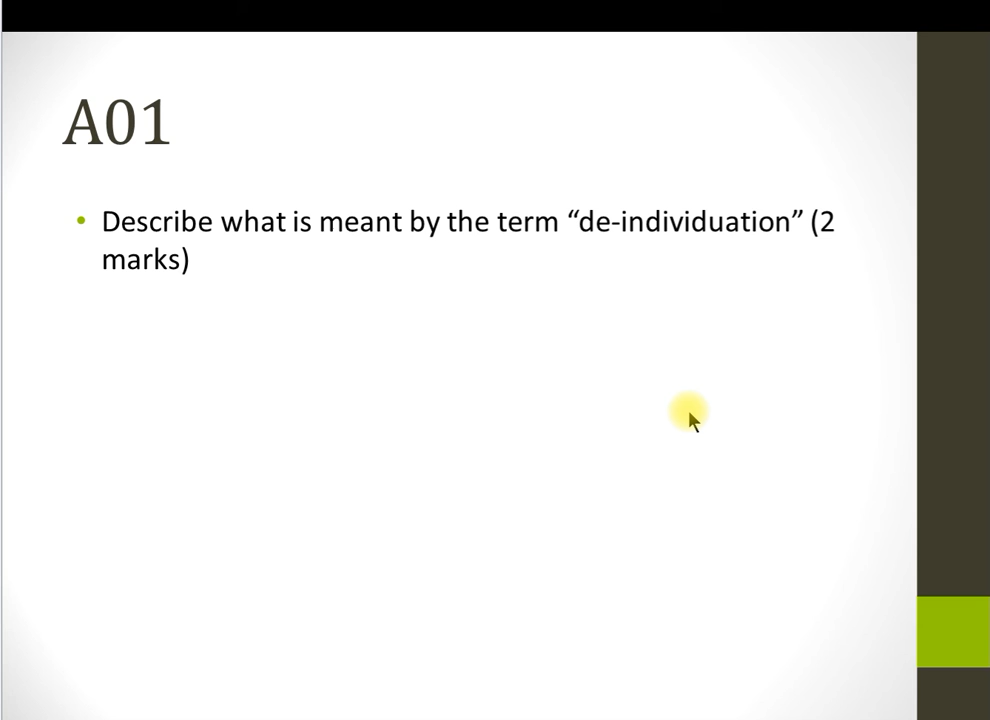 A01
• Describe what is meant by the term “de-individuation” (2
marks)